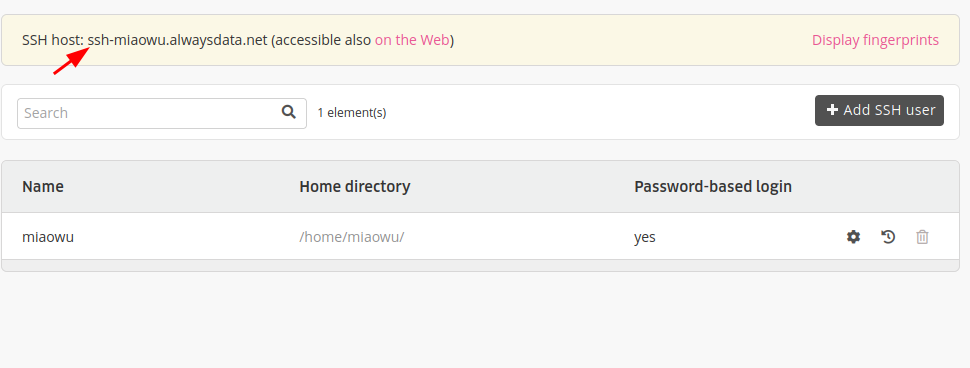 SSH host: ssh-miaowu.alwaysdata.net (accessible also on the Web) Display fingerprints
Search 1 element(s) + Add SSH user
Name Home directory Password-based login
miaowu /home/miaowu/ yes